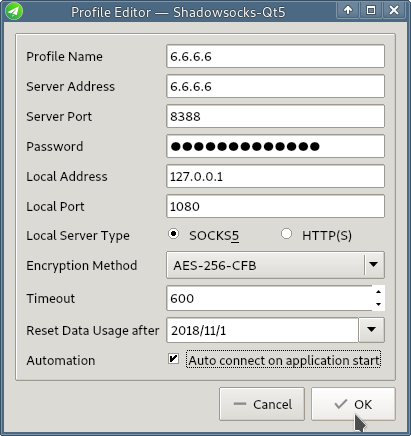 Profile Editor — Shadowsocks-Qt5
Profile Name 6.6.6.6
Server Address 6.6.6.6
Server Port 8388
Password ●●●●●●●●●●●●●
Local Address 127.0.0.1
Local Port 1080
Local Server Type SOCKS5 HTTP(S)
Encryption Method AES-256-CFB
Timeout 600
Reset Data Usage after 2018/11/1
Automation Auto connect on application start
Cancel OK